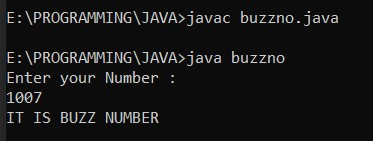 E:\PROGRAMMING\JAVA>javac buzzno.java
E:\PROGRAMMING\JAVA>java buzzno
Enter your Number :
1007
IT IS BUZZ NUMBER